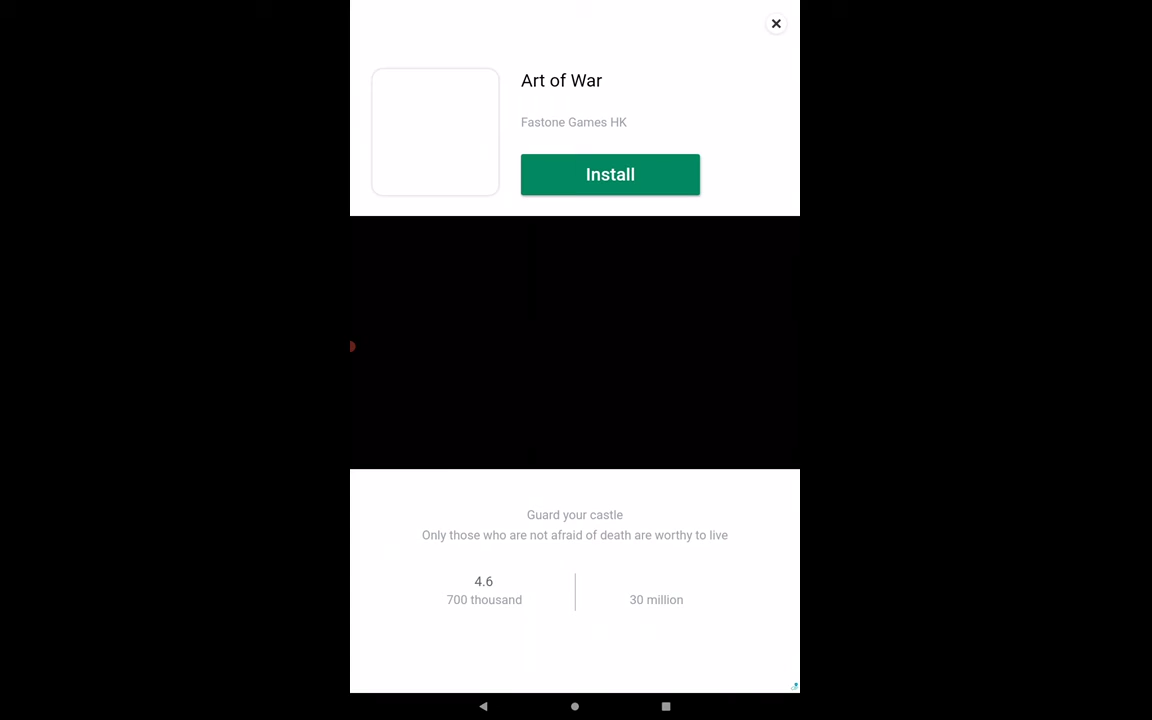 Art of War
Fastone Games HK
Install
Guard your castle
Only those who are not afraid of death are worthy to live
4.6
700 thousand
30 million